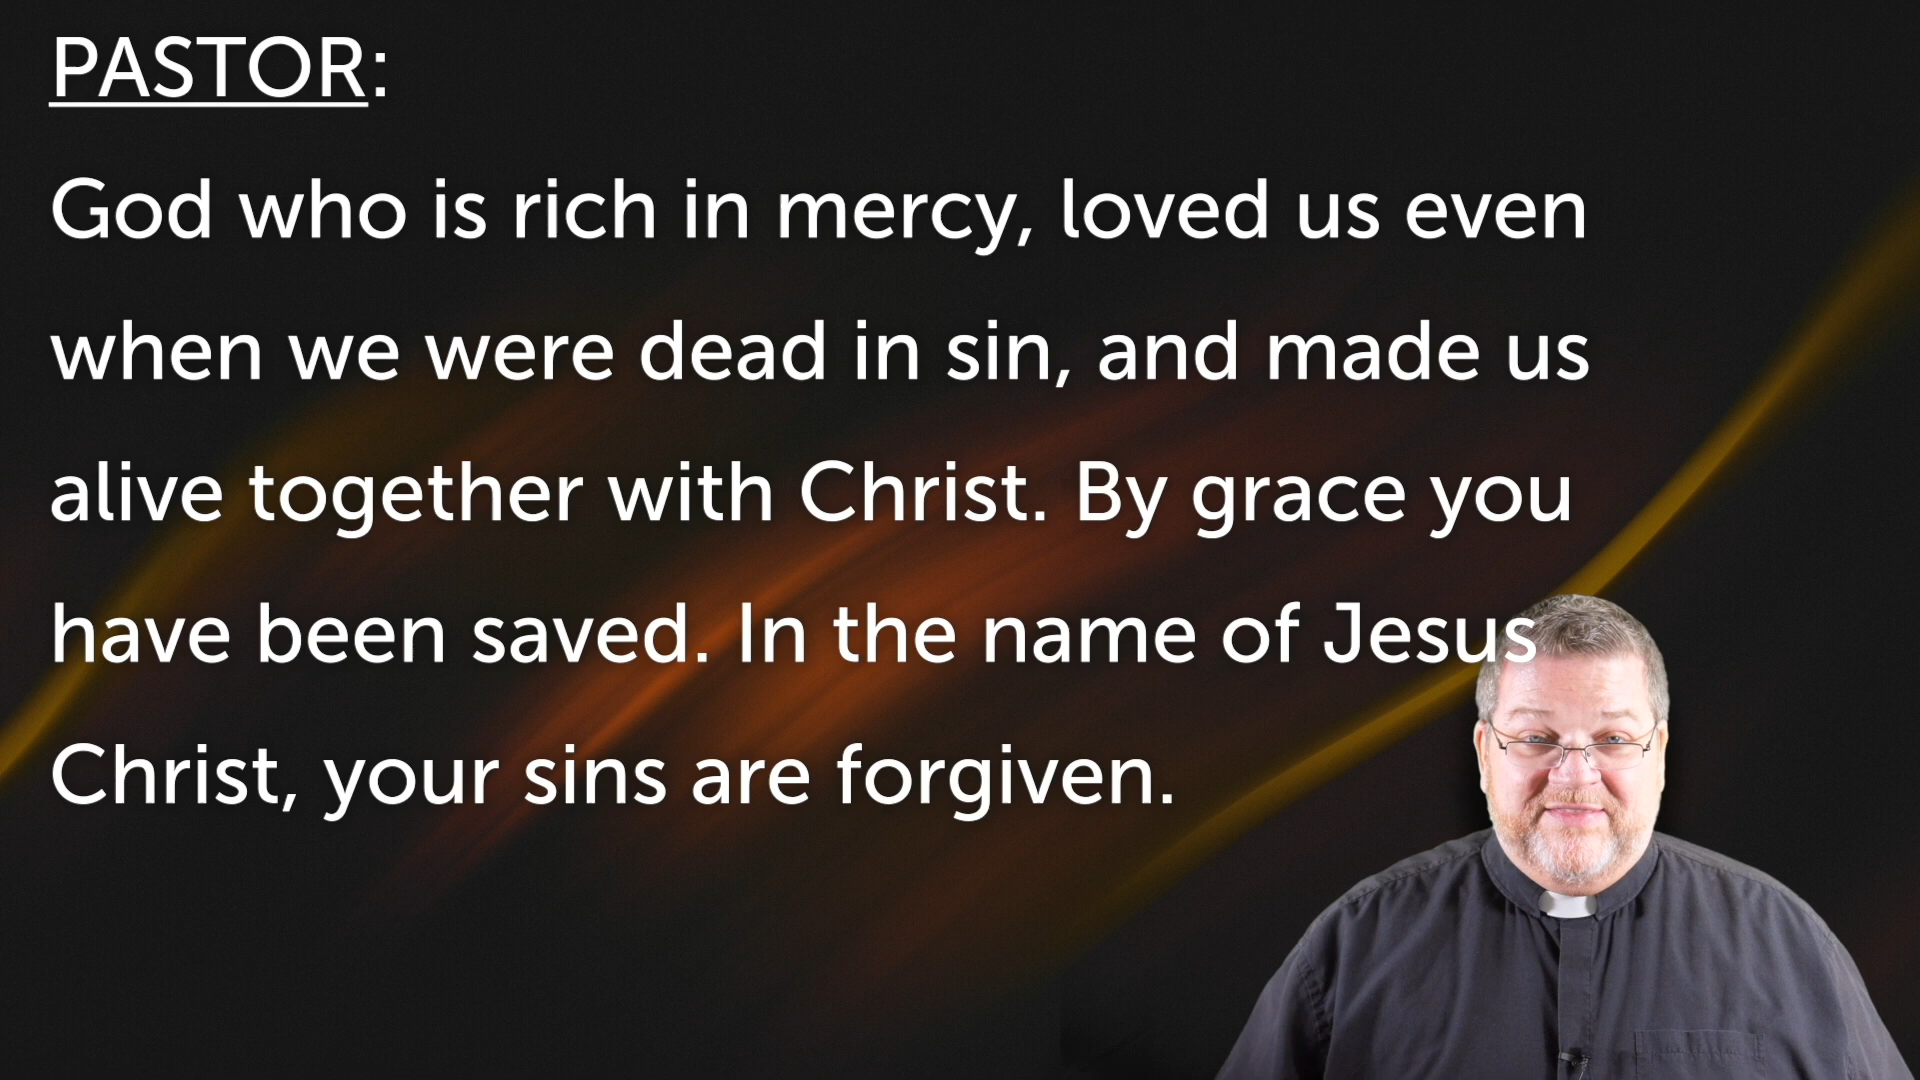 PASTOR:
God who is rich in mercy, loved us even
when we were dead in sin, and made us
alive together with Christ. By grace you
have been saved. In the name of Jesus
Christ, your sins are forgiven.